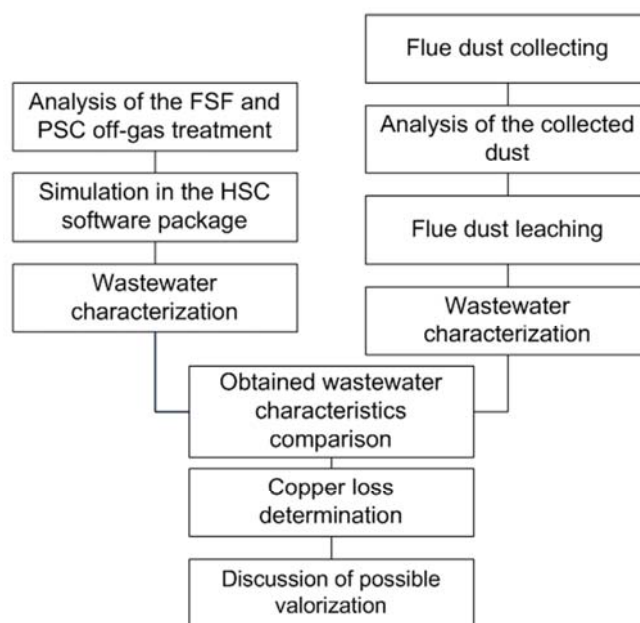 Flue dust collecting
Analysis of the FSF and
PSC off-gas treatment
Analysis of the collected
dust
Simulation in the HSC
software package
Flue dust leaching
Wastewater
characterization
Wastewater
characterization
Obtained wastewater
characteristics
comparison
Copper loss
determination
Discussion of possible
valorization